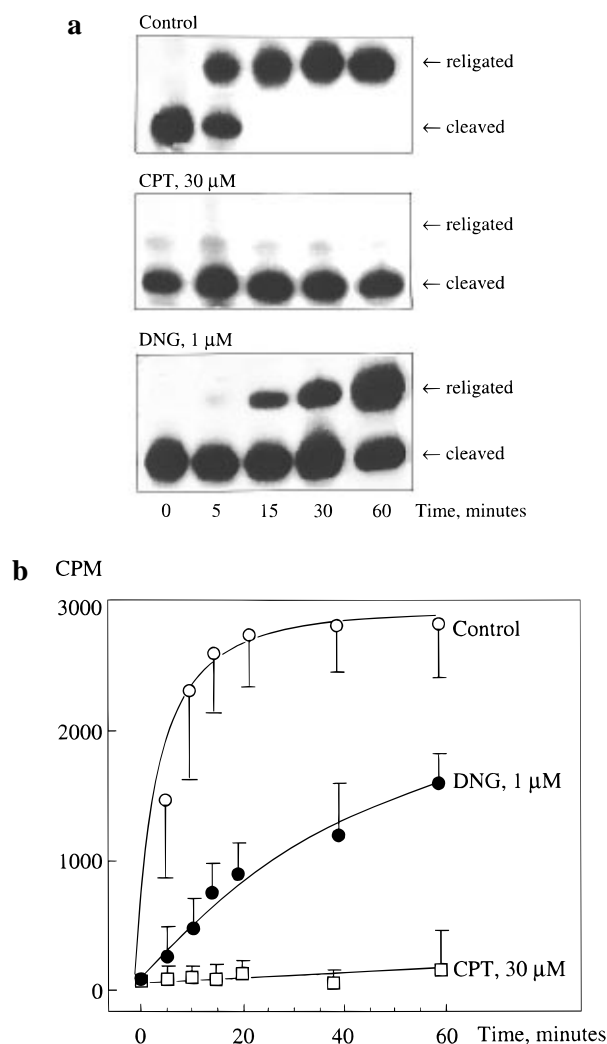 a
Control
← religated
← cleaved
CPT, 30 µM
← religated
← cleaved
DNG, 1 µM
← religated
← cleaved
0 5 15 30 60 Time, minutes
b CPM
3000
Control
2000
DNG, 1 µM
1000
CPT, 30 µM
0
0 20 40 60 Time, minutes